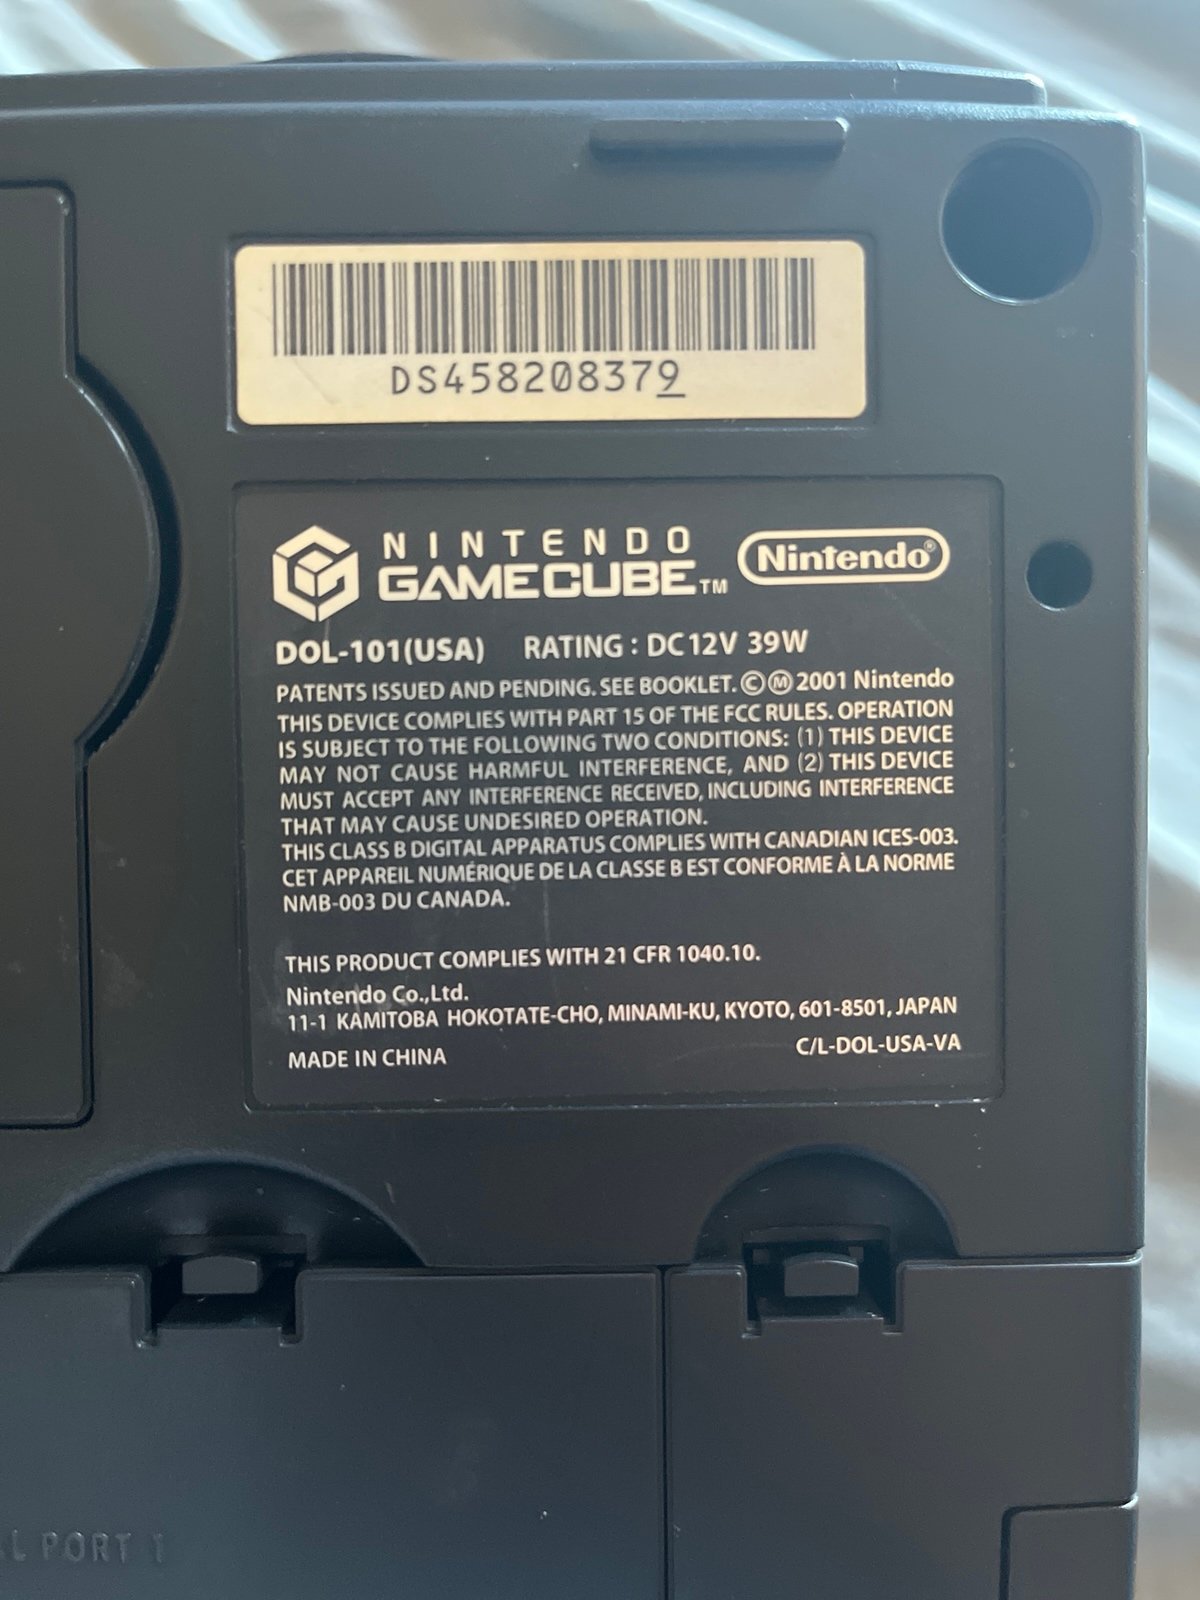 DS458208379
NINTENDO
GAMECUBE™ Nintendo®
DOL-101(USA) RATING : DC 12V 39W
PATENTS ISSUED AND PENDING. SEE BOOKLET. ©Ⓜ 2001 Nintendo
THIS DEVICE COMPLIES WITH PART 15 OF THE FCC RULES. OPERATION
IS SUBJECT TO THE FOLLOWING TWO CONDITIONS: (1) THIS DEVICE
MAY NOT CAUSE HARMFUL INTERFERENCE, AND (2) THIS DEVICE
MUST ACCEPT ANY INTERFERENCE RECEIVED, INCLUDING INTERFERENCE
THAT MAY CAUSE UNDESIRED OPERATION.
THIS CLASS B DIGITAL APPARATUS COMPLIES WITH CANADIAN ICES-003.
CET APPAREIL NUMÉRIQUE DE LA CLASSE B EST CONFORME À LA NORME
NMB-003 DU CANADA.
THIS PRODUCT COMPLIES WITH 21 CFR 1040.10.
Nintendo Co.,Ltd.
11-1 KAMITOBA HOKOTATE-CHO, MINAMI-KU, KYOTO, 601-8501, JAPAN
MADE IN CHINA C/L-DOL-USA-VA
L PORT 1